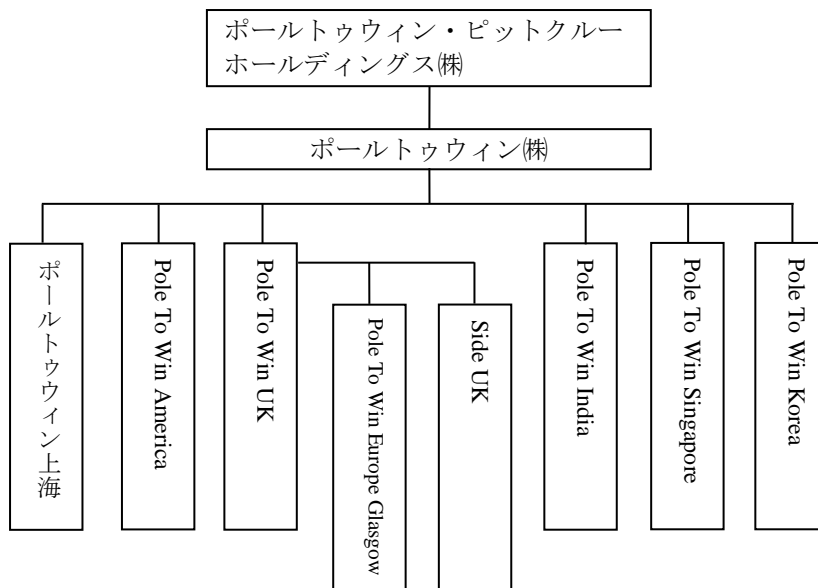 ポールトゥウィン・ピットクルー
ホールディングス㈱
ポールトゥウィン㈱
ポールトゥウィン上海
Pole To Win America
Pole To Win UK
Pole To Win Europe Glasgow
Side UK
Pole To Win India
Pole To Win Singapore
Pole To Win Korea